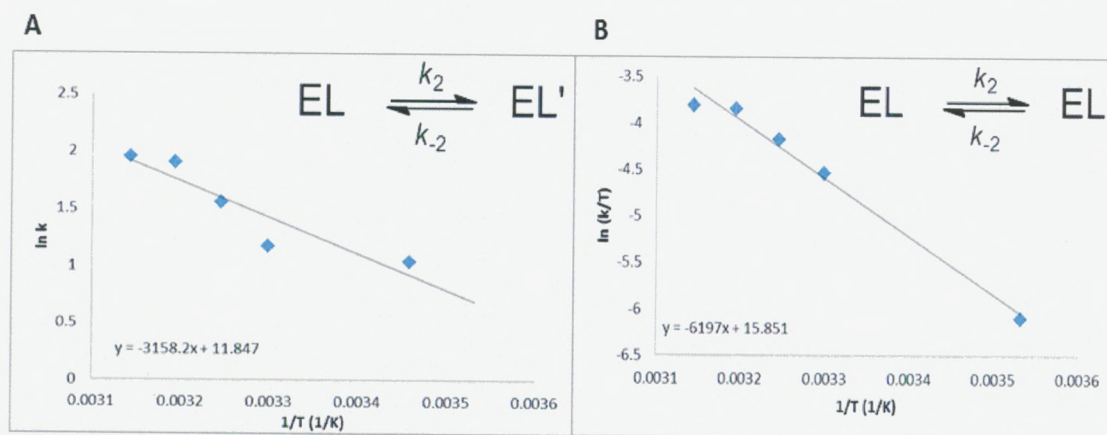 A
EL k2 EL'
k-2
2.5
2
1.5
1
0.5
0
ln k
y = -3158.2x + 11.847
0.0031 0.0032 0.0033 0.0034 0.0035 0.0036
1/T (1/K)
B
EL k2 EL
k-2
-3.5
-4
-4.5
-5
-5.5
-6
-6.5
ln (k/T)
y = -6197x + 15.851
0.0031 0.0032 0.0033 0.0034 0.0035 0.0036
1/T (1/K)